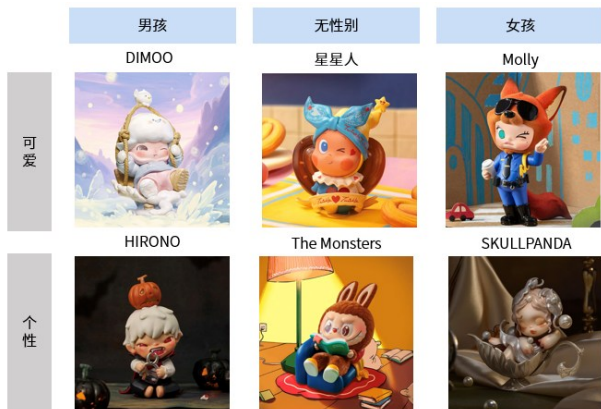 男孩
无性别
女孩
DIMOO
星星人
Molly
可爱
HIRONO
The Monsters
SKULLPANDA
个性